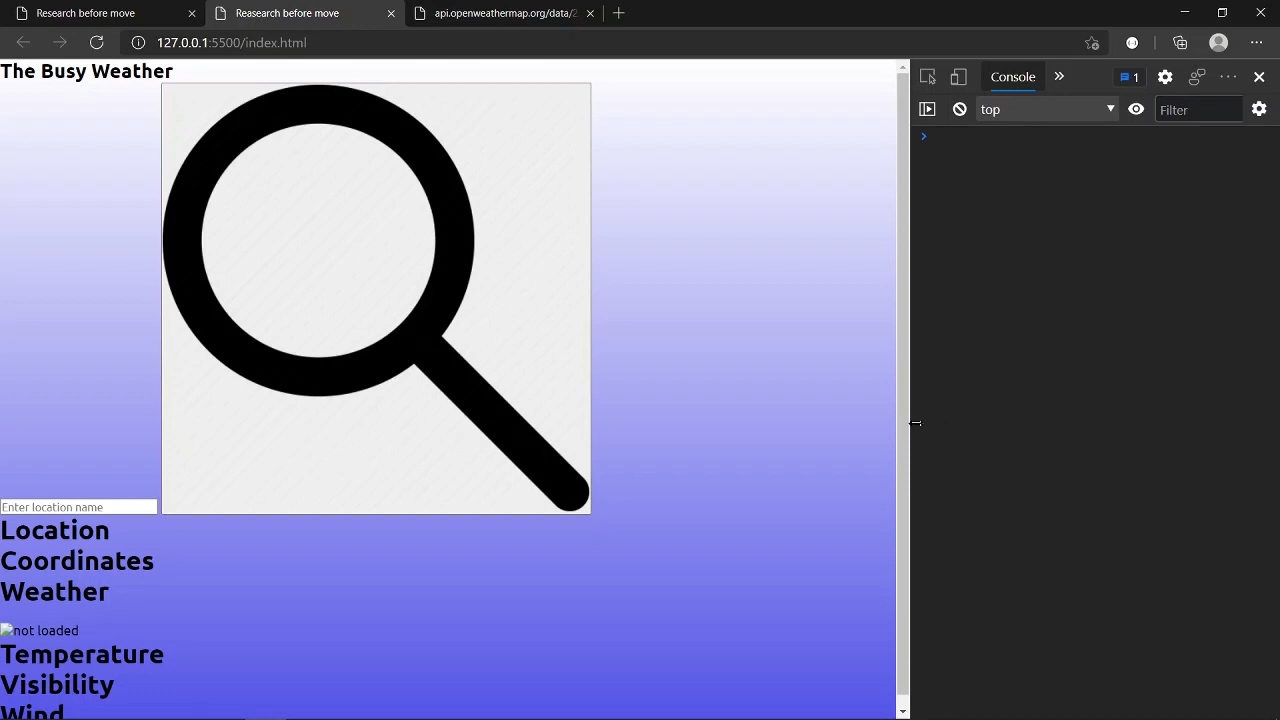 Research before move
Reasearch before move
api.openweathermap.org/data/2
127.0.0.1:5500/index.html
The Busy Weather
Console
1
top
Filter
Enter location name
Location
Coordinates
Weather
not loaded
Temperature
Visibility
Wind